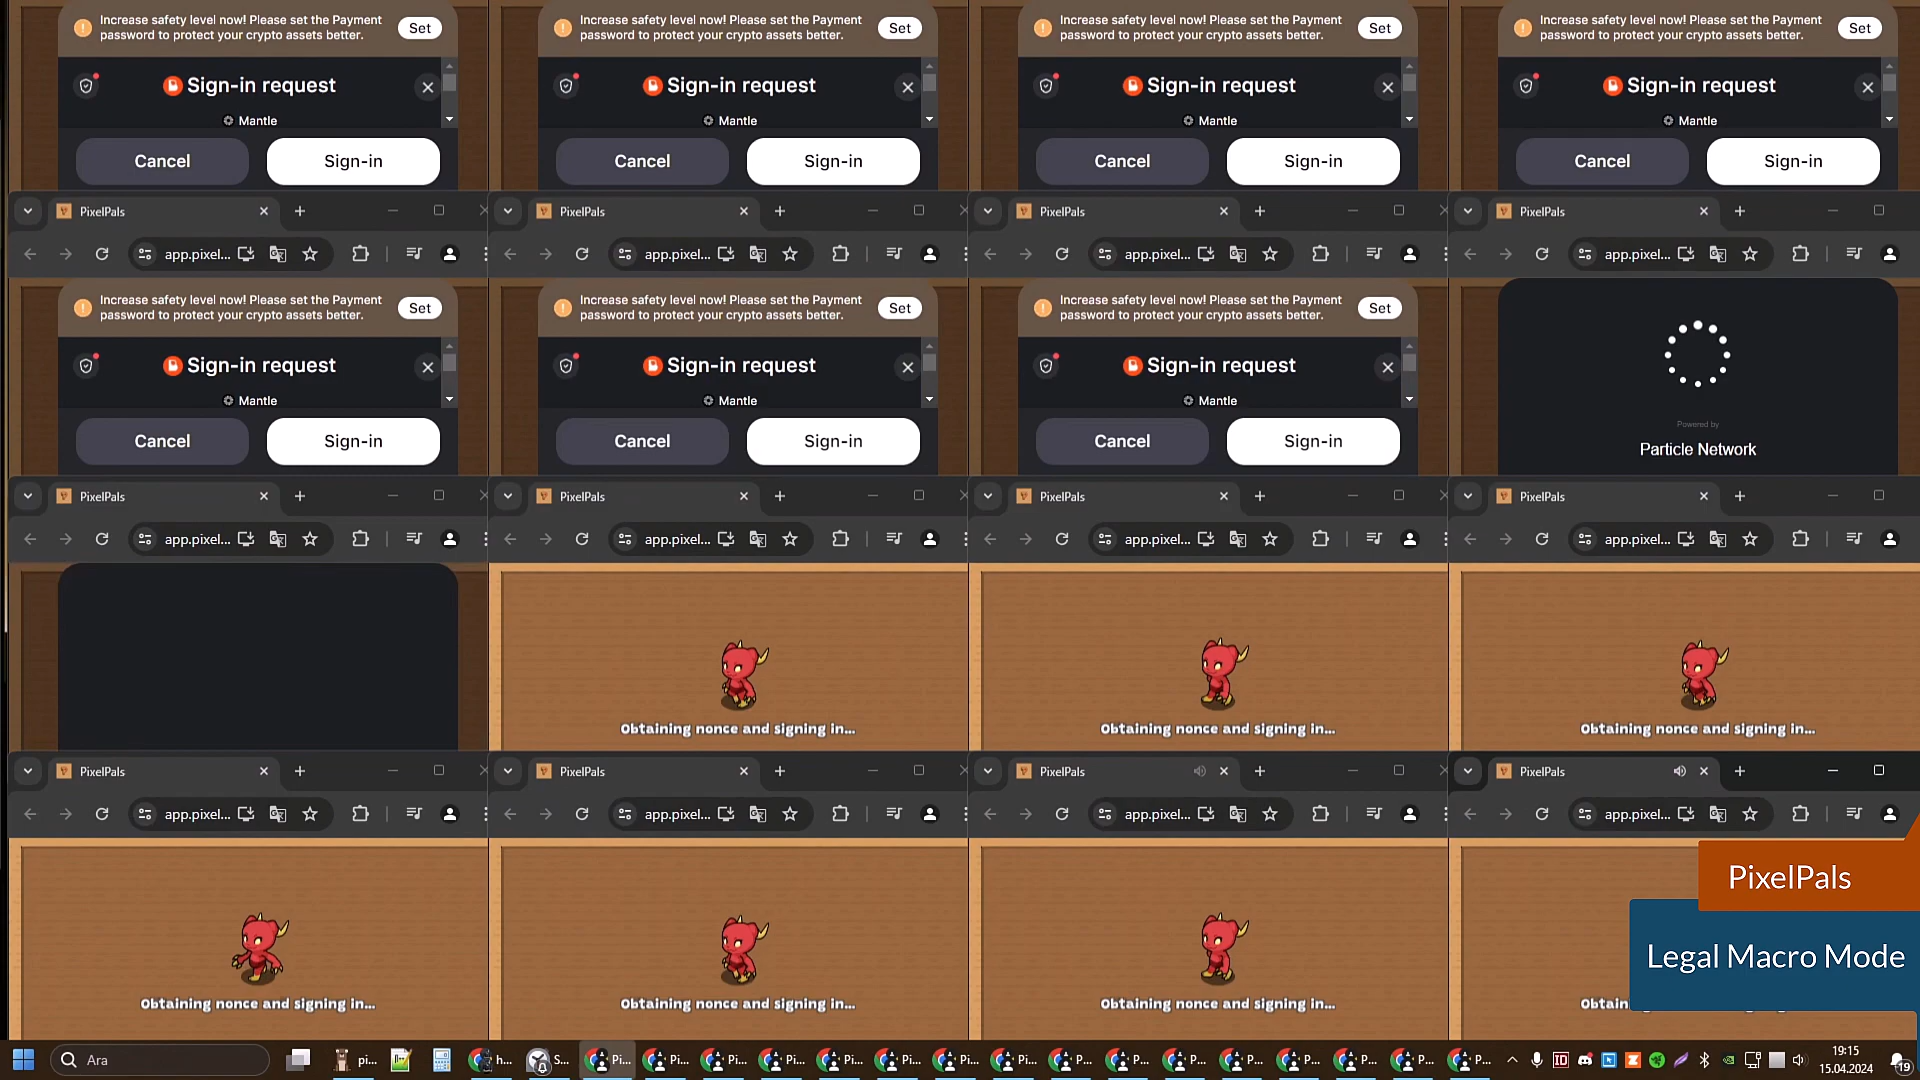 Increase safety level now! Please set the Payment
password to protect your crypto assets better.
Set
Increase safety level now! Please set the Payment
password to protect your crypto assets better.
Set
Increase safety level now! Please set the Payment
password to protect your crypto assets better.
Set
Increase safety level now! Please set the Payment
password to protect your crypto assets better.
Set
Sign-in request
Sign-in request
Sign-in request
Sign-in request
Mantle
Mantle
Mantle
Mantle
Cancel Sign-in
Cancel Sign-in
Cancel Sign-in
Cancel Sign-in
PixelPals
PixelPals
PixelPals
PixelPals
app.pixel...
app.pixel...
app.pixel...
app.pixel...
Increase safety level now! Please set the Payment
password to protect your crypto assets better.
Set
Increase safety level now! Please set the Payment
password to protect your crypto assets better.
Set
Increase safety level now! Please set the Payment
password to protect your crypto assets better.
Set
Sign-in request
Sign-in request
Sign-in request
Mantle
Mantle
Mantle
Cancel Sign-in
Cancel Sign-in
Cancel Sign-in
Powered by
Particle Network
PixelPals
PixelPals
PixelPals
PixelPals
app.pixel...
app.pixel...
app.pixel...
app.pixel...
Obtaining nonce and signing in...
Obtaining nonce and signing in...
Obtaining nonce and signing in...
PixelPals
PixelPals
PixelPals
PixelPals
app.pixel...
app.pixel...
app.pixel...
app.pixel...
PixelPals
Legal Macro Mode
Obtaining nonce and signing in...
Obtaining nonce and signing in...
Obtaining nonce and signing in...
Obtain
Ara
pi...
h...
S...
Pi...
Pi...
Pi...
Pi...
Pi...
Pi...
Pi...
Pi...
P...
P...
P...
P...
P...
P...
P...
P...
ID
19:15
15.04.2024
19